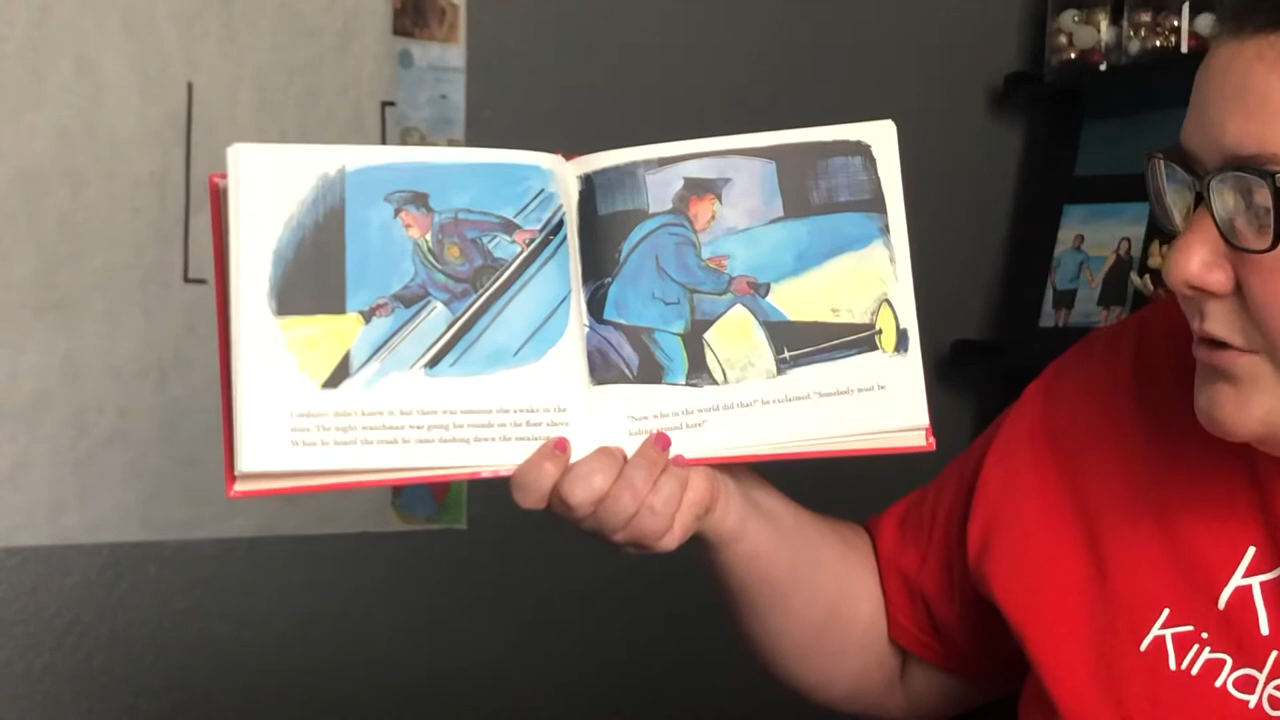 Corduroy didn't know it, but there was someone else awake in the
store. The night watchman was going his rounds on the floor above.
When he heard the crash he came dashing down the escalator.
"Now who in the world did that!" he exclaimed. "Somebody must be
hiding around here!"
K
Kinde